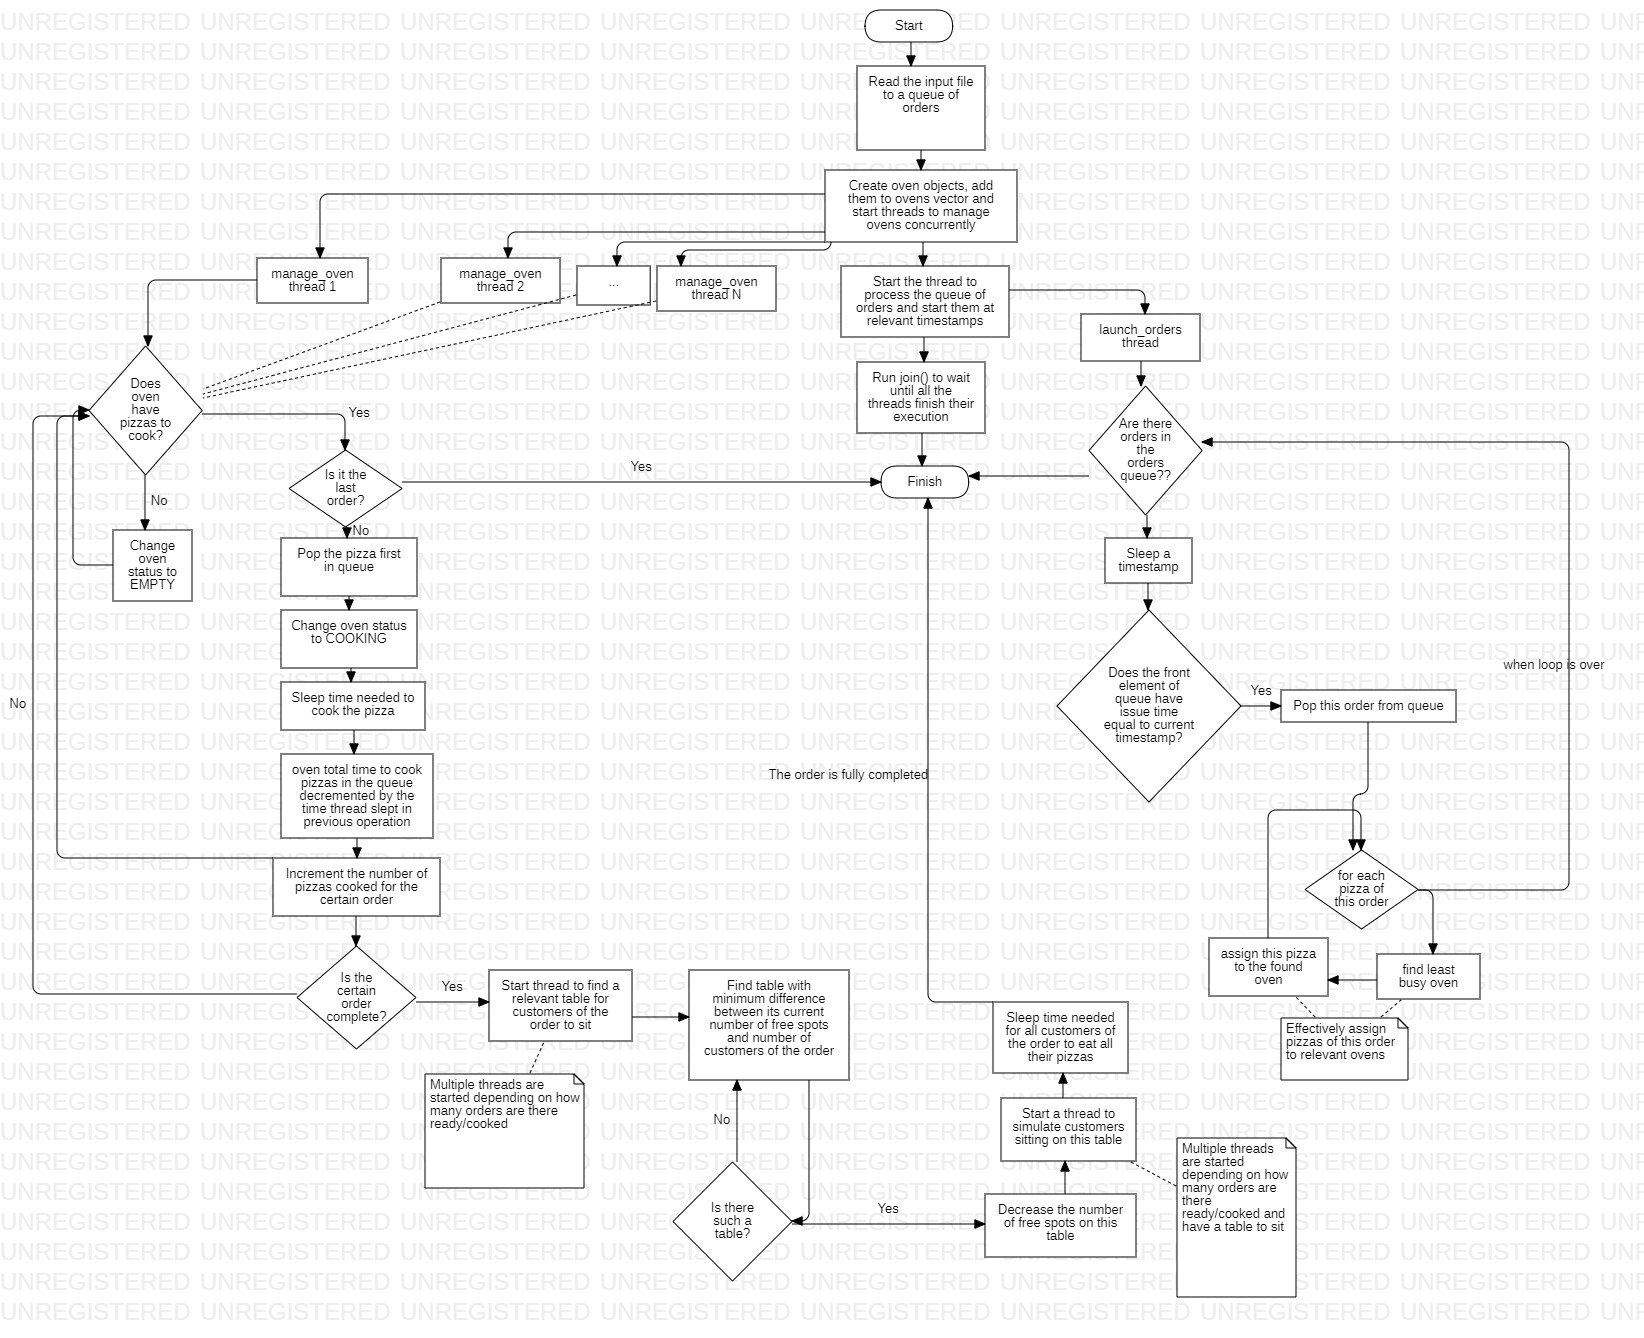 Start
Read the input file
to a queue of
orders
Create oven objects, add
them to ovens vector and
start threads to manage
ovens concurrently
manage_oven
thread 1
manage_oven
thread 2
...
manage_oven
thread N
Start the thread to
process the queue of
orders and start them at
relevant timestamps
launch_orders
thread
Run join() to wait
until all the
threads finish their
execution
Does
oven
have
pizzas to
cook?
Yes
No
Change
oven
status to
EMPTY
Is it the
last
order?
Yes
No
Finish
Are there
orders in
the
orders
queue??
Pop the pizza first
in queue
Change oven status
to COOKING
Sleep time needed to
cook the pizza
oven total time to cook
pizzas in the queue
decremented by the
time thread slept in
previous operation
Increment the number of
pizzas cooked for the
certain order
No
Is the
certain
order
complete?
Yes
Start thread to find a
relevant table for
customers of the
order to sit
Multiple threads are
started depending on how
many orders are there
ready/cooked
Find table with
minimum difference
between its current
number of free spots
and number of
customers of the order
No
Is there
such a
table?
Yes
Decrease the number
of free spots on this
table
Start a thread to
simulate customers
sitting on this table
Multiple threads
are started
depending on how
many orders are
there
ready/cooked and
have a table to sit
Sleep time needed
for all customers of
the order to eat all
their pizzas
The order is fully completed
Sleep a
timestamp
Does the front
element of
queue have
issue time
equal to current
timestamp?
Yes
Pop this order from queue
when loop is over
for each
pizza of
this order
find least
busy oven
assign this pizza
to the found
oven
Effectively assign
pizzas of this order
to relevant ovens
UNREGISTERED